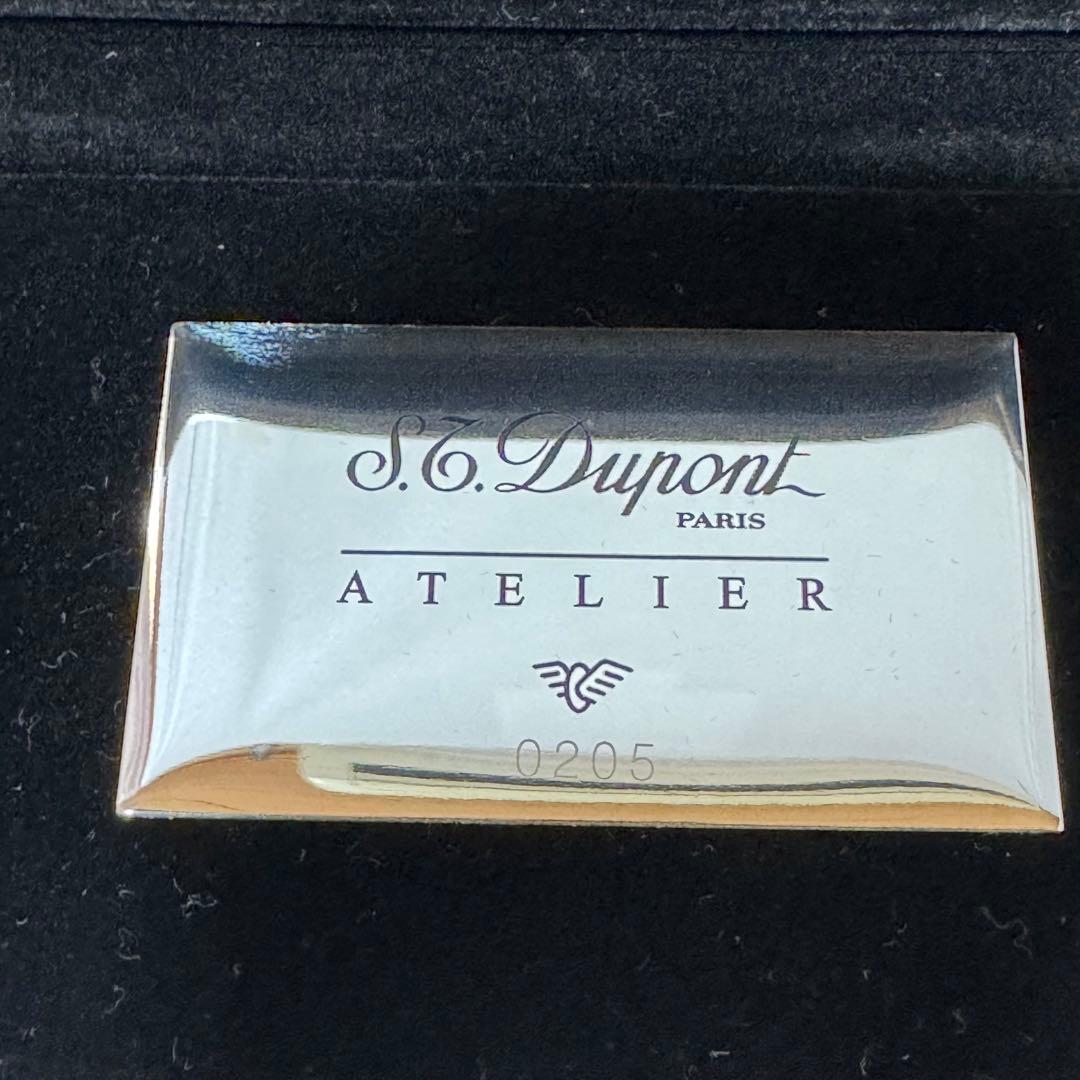 S.T. Dupont
PARIS
ATELIER
0205